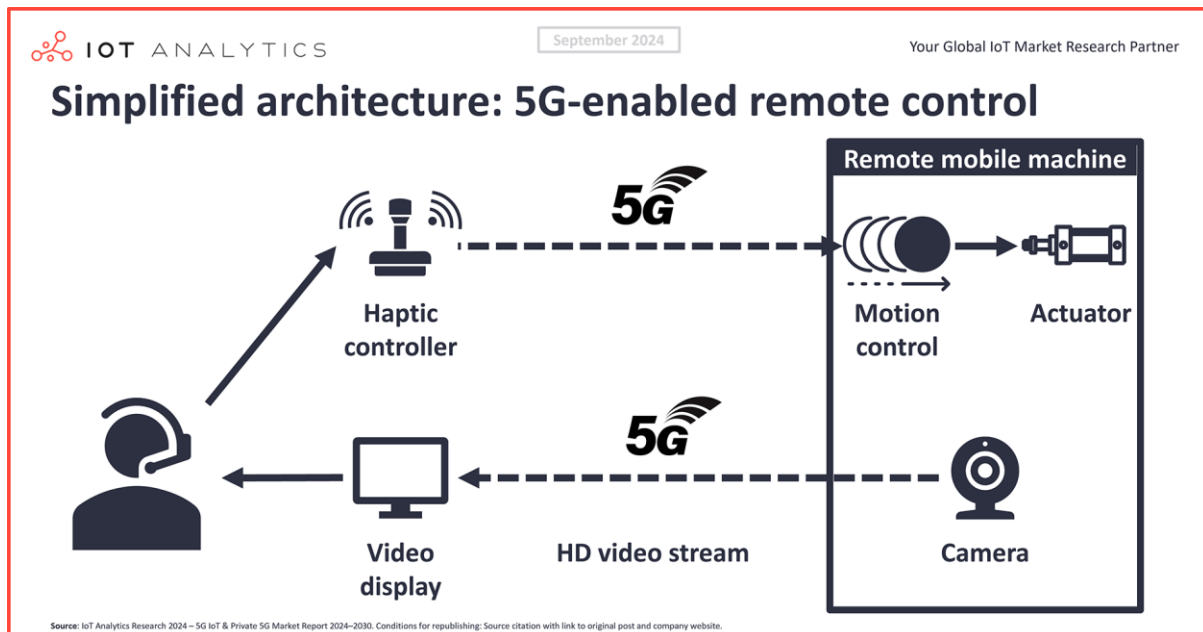 IOT ANALYTICS
September 2024
Your Global IoT Market Research Partner
Simplified architecture: 5G-enabled remote control
Remote mobile machine
5G
Haptic
controller
Motion
control
Actuator
5G
Video
display
HD video stream
Camera
Source: IoT Analytics Research 2024 – 5G IoT & Private 5G Market Report 2024–2030. Conditions for republishing: Source citation with link to original post and company website.